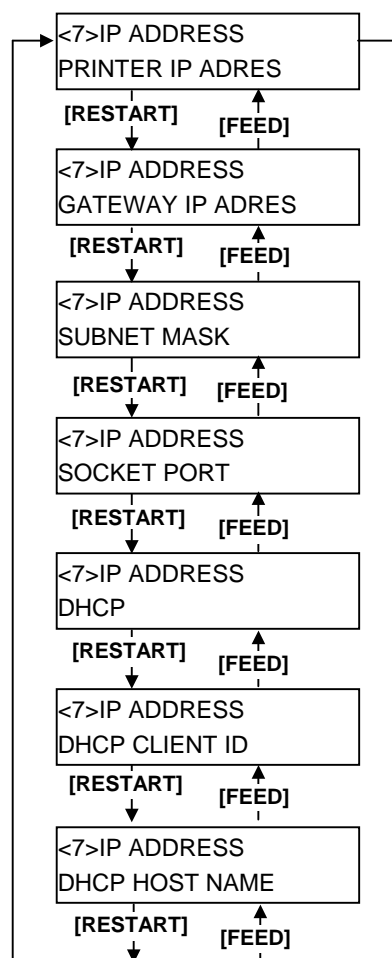 <7>IP ADDRESS
PRINTER IP ADRES
[RESTART] [FEED]
<7>IP ADDRESS
GATEWAY IP ADRES
[RESTART] [FEED]
<7>IP ADDRESS
SUBNET MASK
[RESTART] [FEED]
<7>IP ADDRESS
SOCKET PORT
[RESTART] [FEED]
<7>IP ADDRESS
DHCP
[RESTART] [FEED]
<7>IP ADDRESS
DHCP CLIENT ID
[RESTART] [FEED]
<7>IP ADDRESS
DHCP HOST NAME
[RESTART] [FEED]